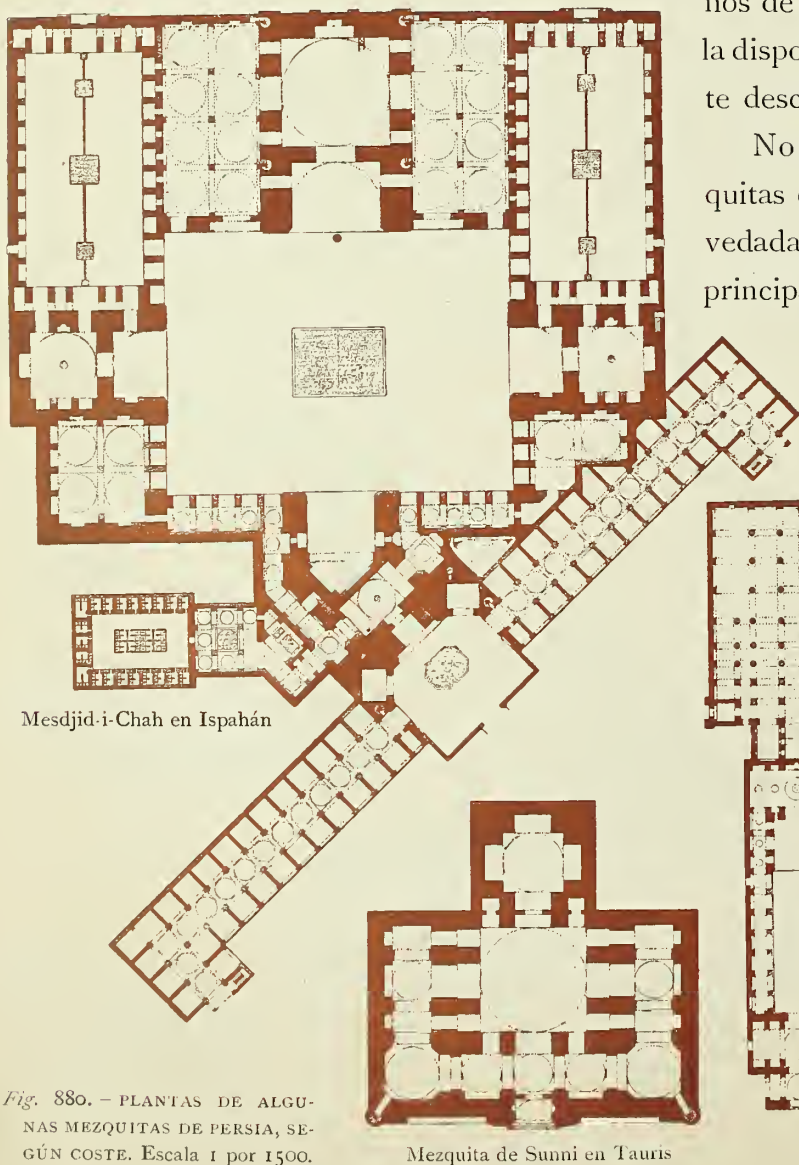 nos de
la dispo
te desc
No
quitas
vedada
princip
Mesdjid-i-Chah en Ispahán
Fig. 880. – PLANTAS DE ALGU-
NAS MEZQUITAS DE PERSIA, SE-
GÚN COSTE. Escala 1 por 1500.
Mezquita de Sunni en Tauris